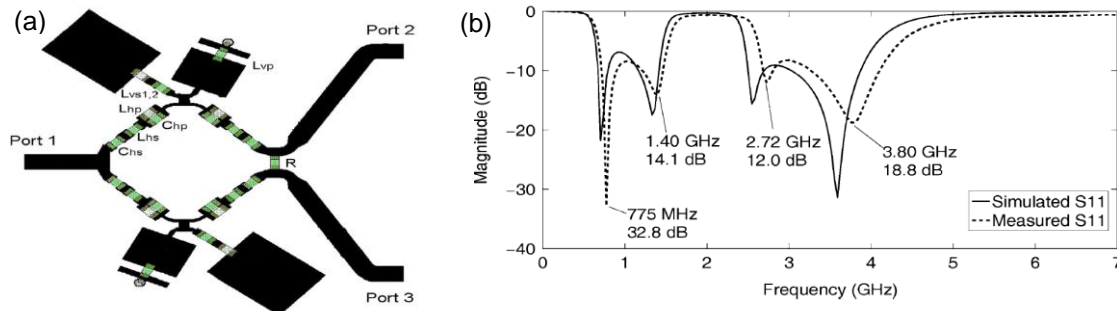 (a)
Port 2
Lvp
Lvs1,2
Lhp
Chp
Lhs
Port 1
Chs
R
Port 3
(b)
0
−10
−20
−30
−40
Magnitude (dB)
1.40 GHz
14.1 dB
2.72 GHz
12.0 dB
3.80 GHz
18.8 dB
775 MHz
32.8 dB
Simulated S11
Measured S11
0 1 2 3 4 5 6 7
Frequency (GHz)